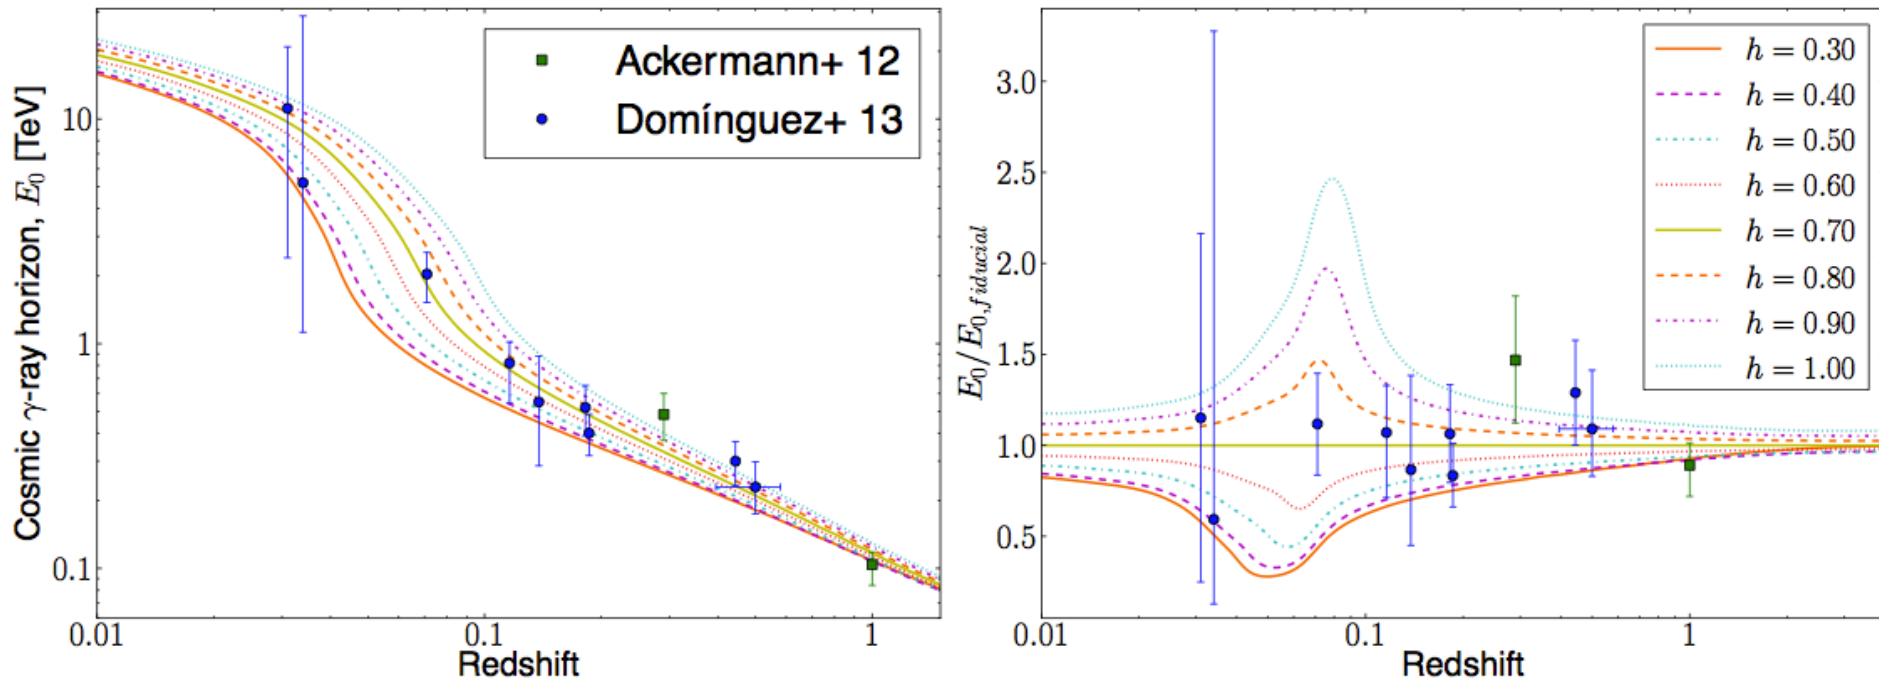 Cosmic γ-ray horizon, E₀ [TeV]
10
1
0.1
0.01
0.1
1
Redshift
Ackermann+ 12
Domínguez+ 13
E₀/E₀,fiducial
3.0
2.5
2.0
1.5
1.0
0.5
0.01
0.1
1
Redshift
h = 0.30
h = 0.40
h = 0.50
h = 0.60
h = 0.70
h = 0.80
h = 0.90
h = 1.00